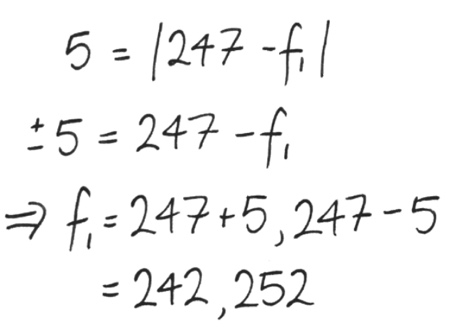 5 = |247 - f₁|
±5 = 247 - f₁
⇒ f₁ = 247+5, 247-5
= 242, 252